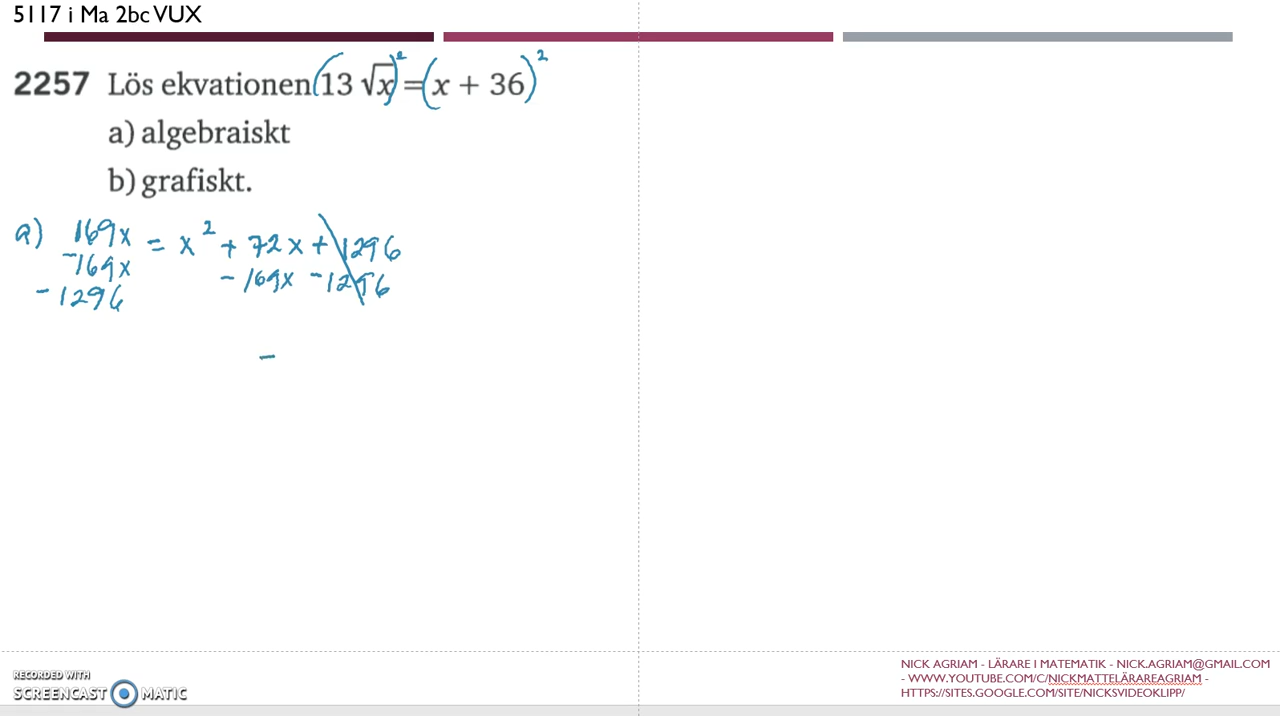 5117 i Ma 2bc VUX
2257 Lös ekvationen (13 √x)² = (x + 36)²
a) algebraiskt
b) grafiskt.
a) 169x = x² + 72x + 1296
-169x - 169x - 1296
- 1296
-
RECORDED WITH
SCREENCAST MATIC
NICK AGRIAM - LÄRARE I MATEMATIK - NICK.AGRIAM@GMAIL.COM
- WWW.YOUTUBE.COM/C/NICKMATTELÄRAREAGRIAM -
HTTPS://SITES.GOOGLE.COM/SITE/NICKSVIDEOKLIPP/